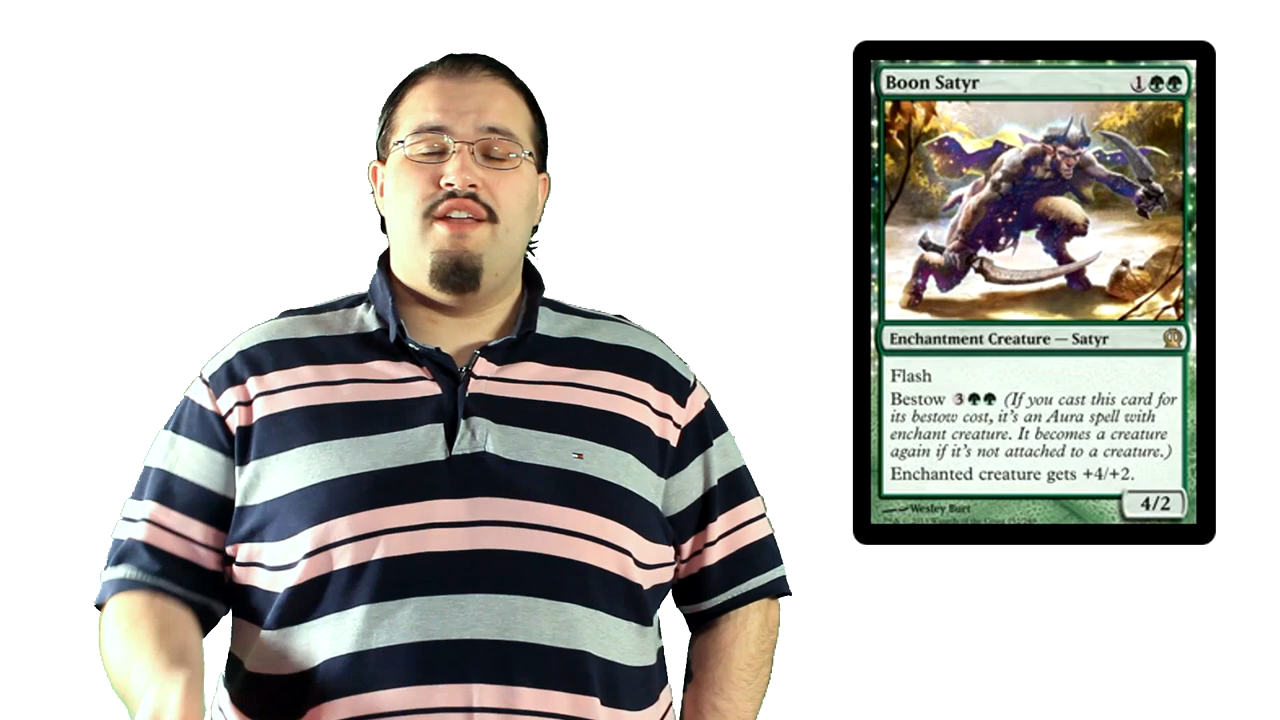 Boon Satyr 1
Enchantment Creature — Satyr
Flash
Bestow 3 (If you cast this card for
its bestow cost, it's an Aura spell with
enchant creature. It becomes a creature
again if it's not attached to a creature.)
Enchanted creature gets +4/+2.
4/2
Wesley Burt